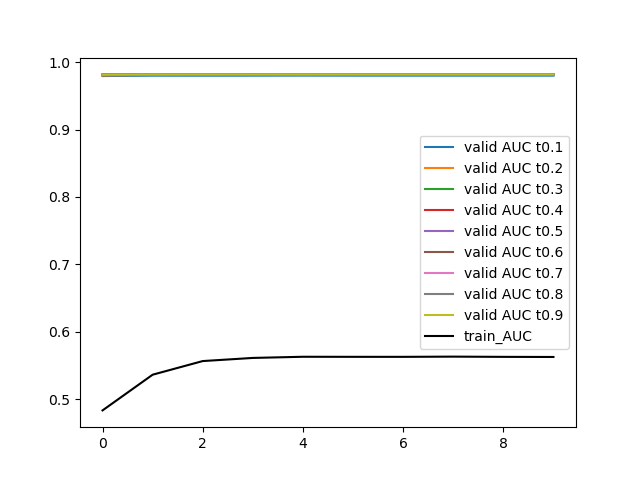 1.0
0.9
0.8
0.7
0.6
0.5
valid AUC t0.1
valid AUC t0.2
valid AUC t0.3
valid AUC t0.4
valid AUC t0.5
valid AUC t0.6
valid AUC t0.7
valid AUC t0.8
valid AUC t0.9
train_AUC
0 2 4 6 8